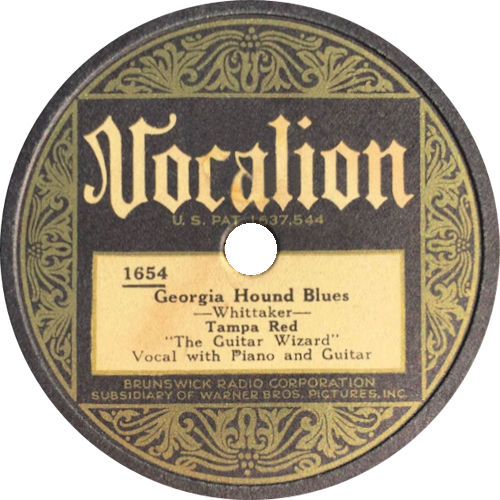 Vocalion
U. S. PAT. 1,637,544
1654
Georgia Hound Blues
—Whittaker—
Tampa Red
"The Guitar Wizard"
Vocal with Piano and Guitar
BRUNSWICK RADIO CORPORATION
SUBSIDIARY OF WARNER BROS. PICTURES, INC.